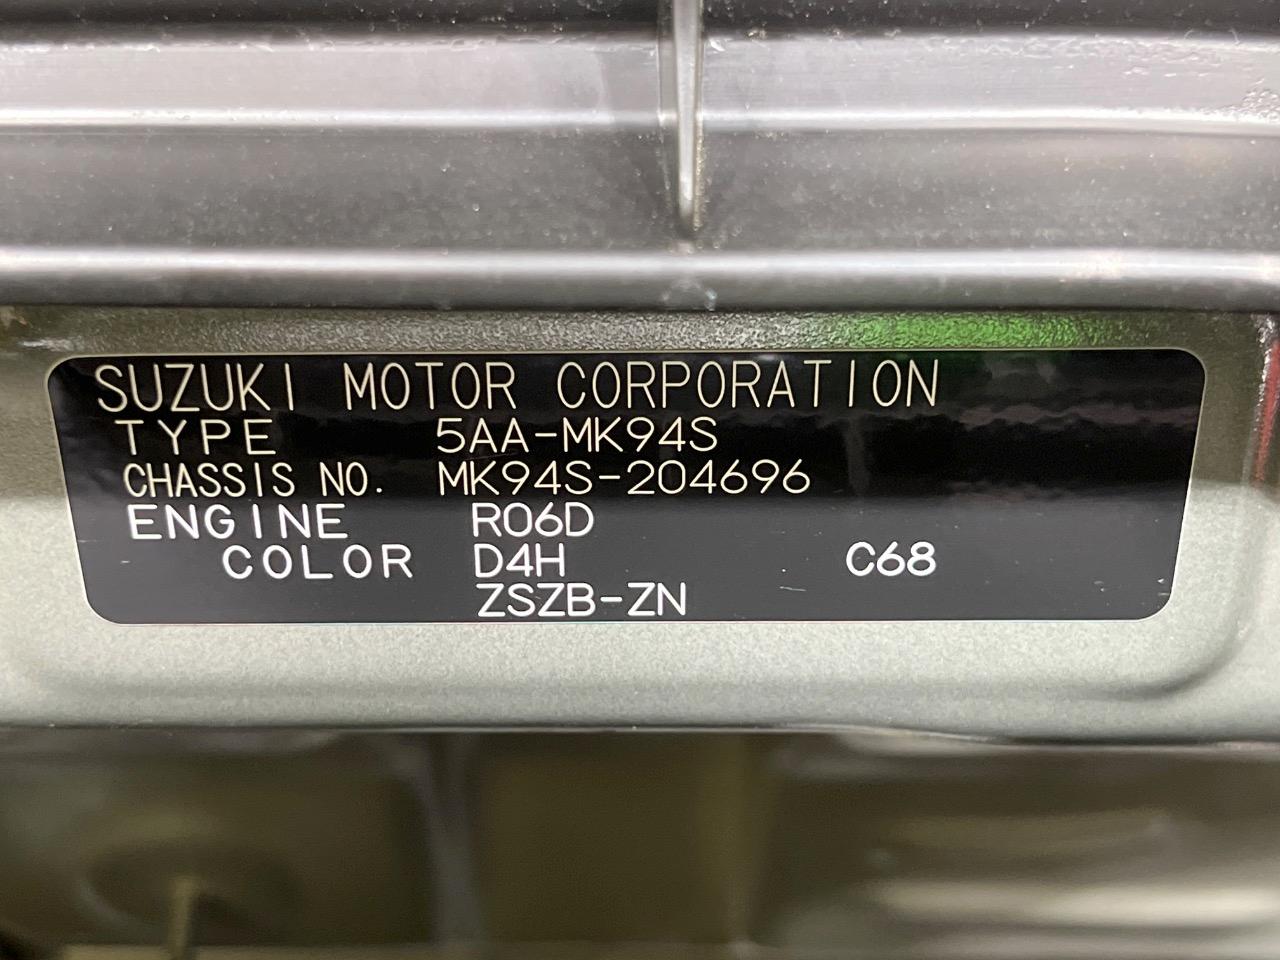 SUZUKI MOTOR CORPORATION
TYPE 5AA-MK94S
CHASSIS NO. MK94S-204696
ENGINE R06D
COLOR D4H C68
ZSZB-ZN